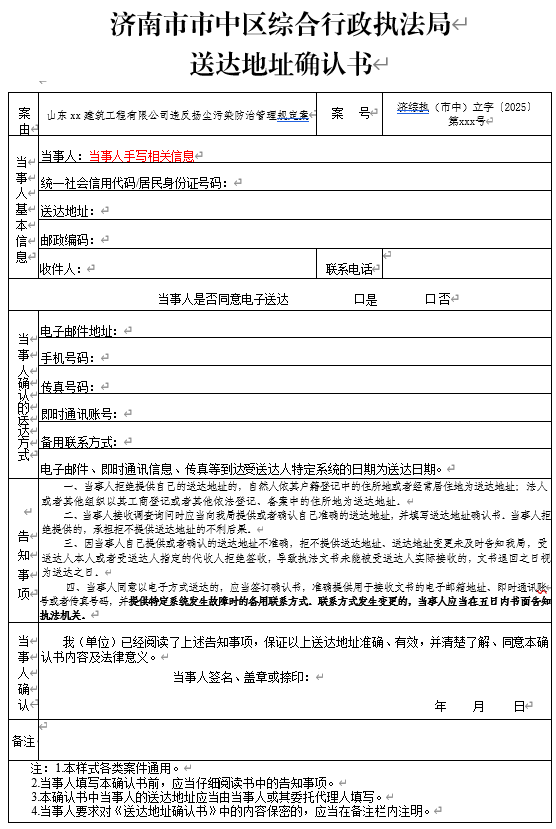 济南市市中区综合行政执法局
送达地址确认书
案由
山东 xx 建筑工程有限公司违反扬尘污染防治管理规定案
案 号
济综执（市中）立字〔2025〕第xxx号
当事人基本信息
当事人：当事人手写相关信息
统一社会信用代码/居民身份证号码：
送达地址：
邮政编码：
收件人：
联系电话
当事人是否同意电子送达 口是 口否
当事人确认的送达方式
电子邮件地址：
手机号码：
传真号码：
即时通讯账号：
备用联系方式：
电子邮件、即时通讯信息、传真等到达受送达人特定系统的日期为送达日期。
告知事项
一、当事人拒绝提供自己的送达地址的，自然人依其户籍登记中的住所地或者经常居住地为送达地址；法人
或者其他组织以其工商登记或者其他依法登记、备案中的住所地为送达地址。
二、当事人接收调查询问时应当向我局提供或者确认自己准确的送达地址，并填写送达地址确认书。当事人拒
绝提供的，承担拒不提供送达地址的不利后果。
三、因当事人自己提供或者确认的送达地址不准确，拒不提供送达地址、送达地址变更未及时告知我局，受
送达人本人或者受送达人指定的代收人拒绝签收，导致执法文书未能被受送达人实际接收的，文书退回之日视
为送达之日。
四、当事人同意以电子方式送达的，应当签订确认书，准确提供用于接收文书的电子邮箱地址、即时通讯账
号或者传真号码，并提供特定系统发生故障时的备用联系方式。联系方式发生变更的，当事人应当在五日内书面告知
执法机关。
当事人确认
我（单位）已经阅读了上述告知事项，保证以上送达地址准确、有效，并清楚了解、同意本确
认书内容及法律意义。
当事人签名、盖章或捺印：
年 月 日
备注
注：1.本样式各类案件通用。
2.当事人填写本确认书前，应当仔细阅读书中的告知事项。
3.本确认书中当事人的送达地址应当由当事人或其委托代理人填写。
4.当事人要求对《送达地址确认书》中的内容保密的，应当在备注栏内注明。